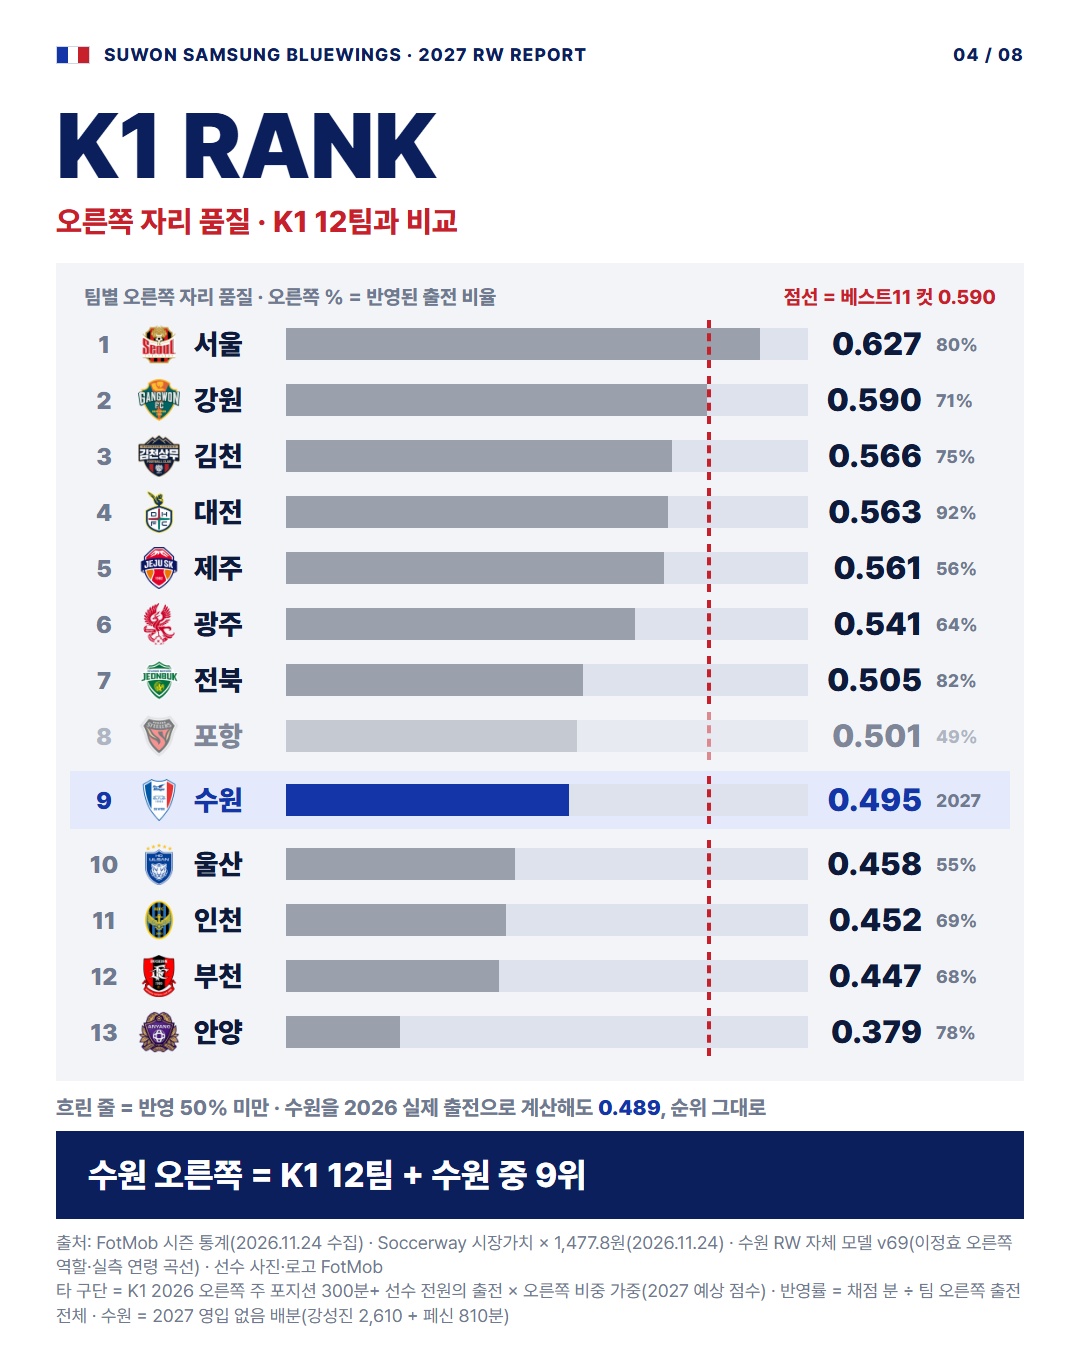 SUWON SAMSUNG BLUEWINGS · 2027 RW REPORT 04 / 08
K1 RANK
오른쪽 자리 품질 · K1 12팀과 비교
팀별 오른쪽 자리 품질 · 오른쪽 % = 반영된 출전 비율 점선 = 베스트11 컷 0.590
1 Seoul 서울 0.627 80%
2 GANGWON FC 강원 0.590 71%
3 김천상무 김천 0.566 75%
4 DHFC 대전 0.563 92%
5 JEJU SK 제주 0.561 56%
6 광주 0.541 64%
7 JEONBUK 전북 0.505 82%
8 포항 0.501 49%
9 수원 0.495 2027
10 ULSAN 울산 0.458 55%
11 인천 0.452 69%
12 부천 0.447 68%
13 ANYANG 안양 0.379 78%
흐린 줄 = 반영 50% 미만 · 수원을 2026 실제 출전으로 계산해도 0.489, 순위 그대로
수원 오른쪽 = K1 12팀 + 수원 중 9위
출처: FotMob 시즌 통계(2026.11.24 수집) · Soccerway 시장가치 × 1,477.8원(2026.11.24) · 수원 RW 자체 모델 v69(이정효 오른쪽
역할·실측 연령 곡선) · 선수 사진·로고 FotMob
타 구단 = K1 2026 오른쪽 주 포지션 300분+ 선수 전원의 출전 × 오른쪽 비중 가중(2027 예상 점수) · 반영률 = 채점 분 ÷ 팀 오른쪽 출전
전체 · 수원 = 2027 영입 없음 배분(강성진 2,610 + 페신 810분)